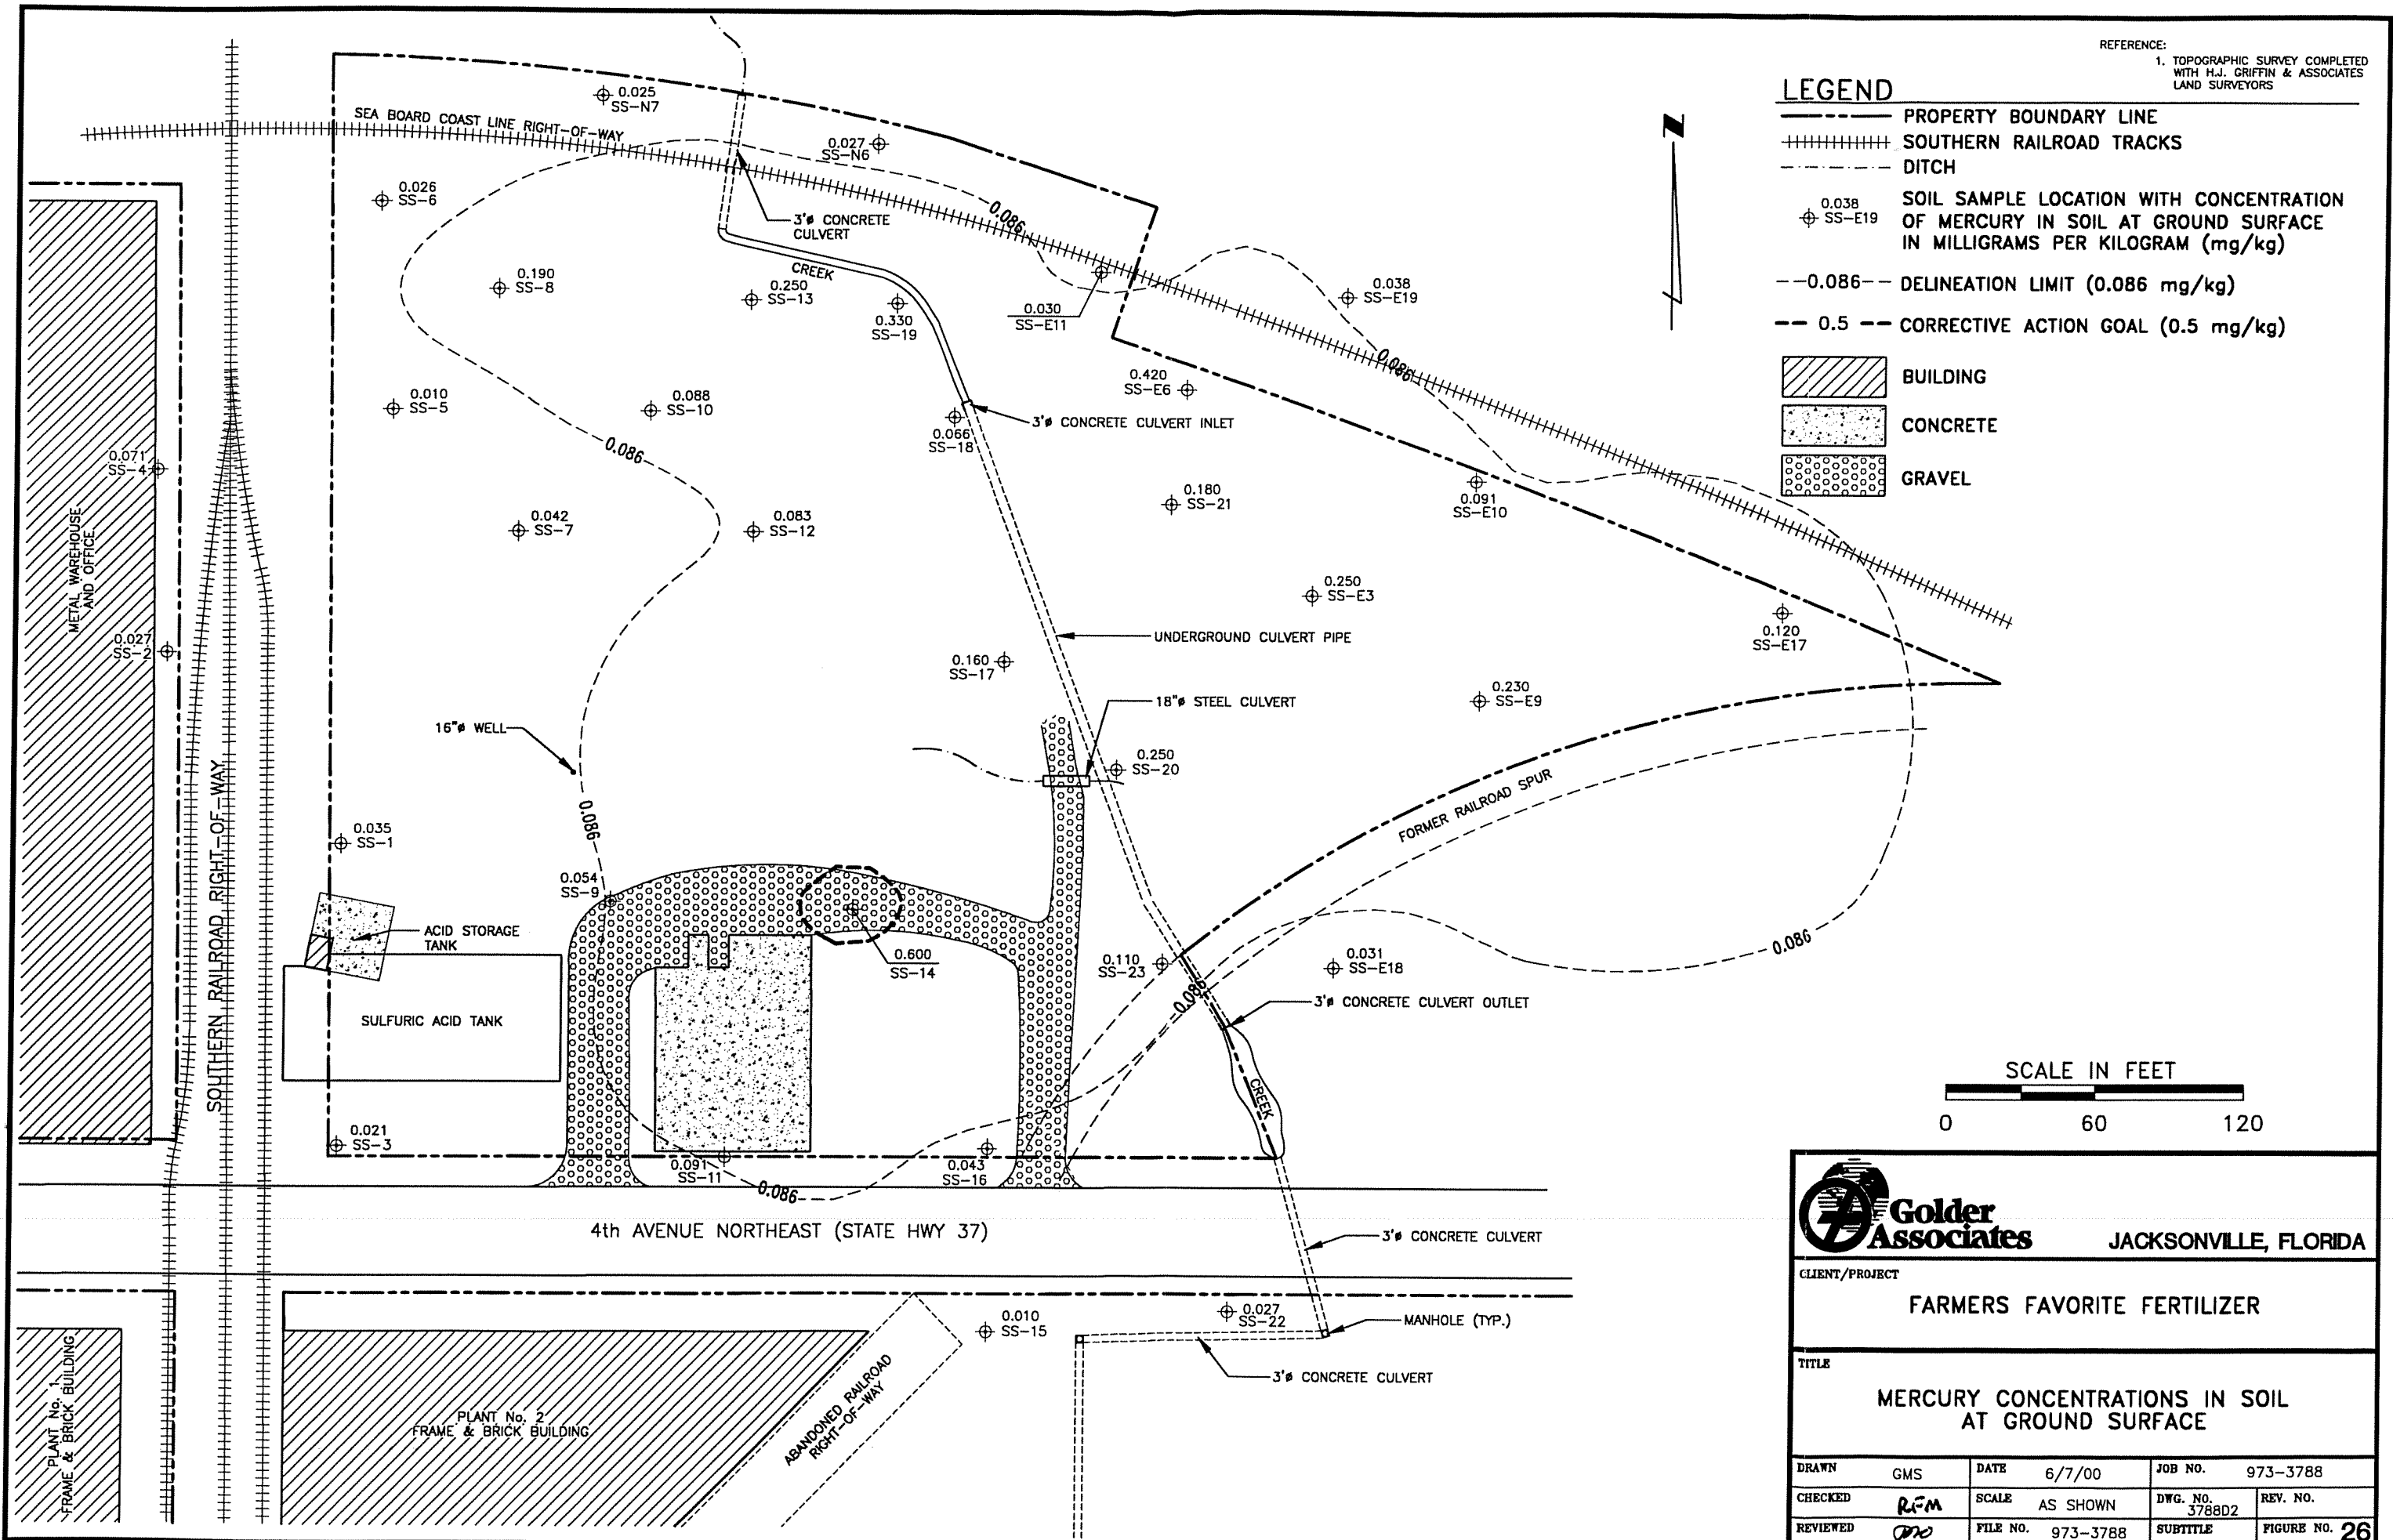 REFERENCE:
1. TOPOGRAPHIC SURVEY COMPLETED
WITH H.J. GRIFFIN & ASSOCIATES
LAND SURVEYORS
LEGEND
PROPERTY BOUNDARY LINE
SOUTHERN RAILROAD TRACKS
DITCH
0.038
SS-E19
SOIL SAMPLE LOCATION WITH CONCENTRATION
OF MERCURY IN SOIL AT GROUND SURFACE
IN MILLIGRAMS PER KILOGRAM (mg/kg)
--0.086-- DELINEATION LIMIT (0.086 mg/kg)
-- 0.5 -- CORRECTIVE ACTION GOAL (0.5 mg/kg)
BUILDING
CONCRETE
GRAVEL
N
0.025
SS-N7
SEA BOARD COAST LINE RIGHT-OF-WAY
0.027
SS-N6
0.026
SS-6
3'ø CONCRETE
CULVERT
0.086
CREEK
0.190
SS-8
0.250
SS-13
0.330
SS-19
0.030
SS-E11
0.038
SS-E19
0.086
0.420
SS-E6
0.010
SS-5
0.088
SS-10
3'ø CONCRETE CULVERT INLET
0.066
SS-18
0.086
0.071
SS-4
0.180
SS-21
0.091
SS-E10
0.042
SS-7
0.083
SS-12
METAL WAREHOUSE
AND OFFICE
0.250
SS-E3
0.027
SS-2
UNDERGROUND CULVERT PIPE
0.120
SS-E17
0.160
SS-17
0.230
SS-E9
18"ø STEEL CULVERT
16"ø WELL
0.250
SS-20
SOUTHERN RAILROAD RIGHT-OF-WAY
0.086
FORMER RAILROAD SPUR
0.035
SS-1
0.054
SS-9
ACID STORAGE
TANK
0.600
SS-14
0.110
SS-23
0.031
SS-E18
0.086
0.086
3'ø CONCRETE CULVERT OUTLET
SULFURIC ACID TANK
CREEK
SCALE IN FEET
0 60 120
0.021
SS-3
0.091
SS-11
0.043
SS-16
0.086
4th AVENUE NORTHEAST (STATE HWY 37)
3'ø CONCRETE CULVERT
0.010
SS-15
0.027
SS-22
MANHOLE (TYP.)
3'ø CONCRETE CULVERT
PLANT No. 1
FRAME & BRICK BUILDING
PLANT No. 2
FRAME & BRICK BUILDING
ABANDONED RAILROAD
RIGHT-OF-WAY
Golder
Associates
JACKSONVILLE, FLORIDA
CLIENT/PROJECT
FARMERS FAVORITE FERTILIZER
TITLE
MERCURY CONCENTRATIONS IN SOIL
AT GROUND SURFACE
DRAWN GMS DATE 6/7/00 JOB NO. 973-3788
CHECKED RFM SCALE AS SHOWN DWG. NO. 3788D2 REV. NO.
REVIEWED FILE NO. 973-3788 SUBTITLE FIGURE NO. 26